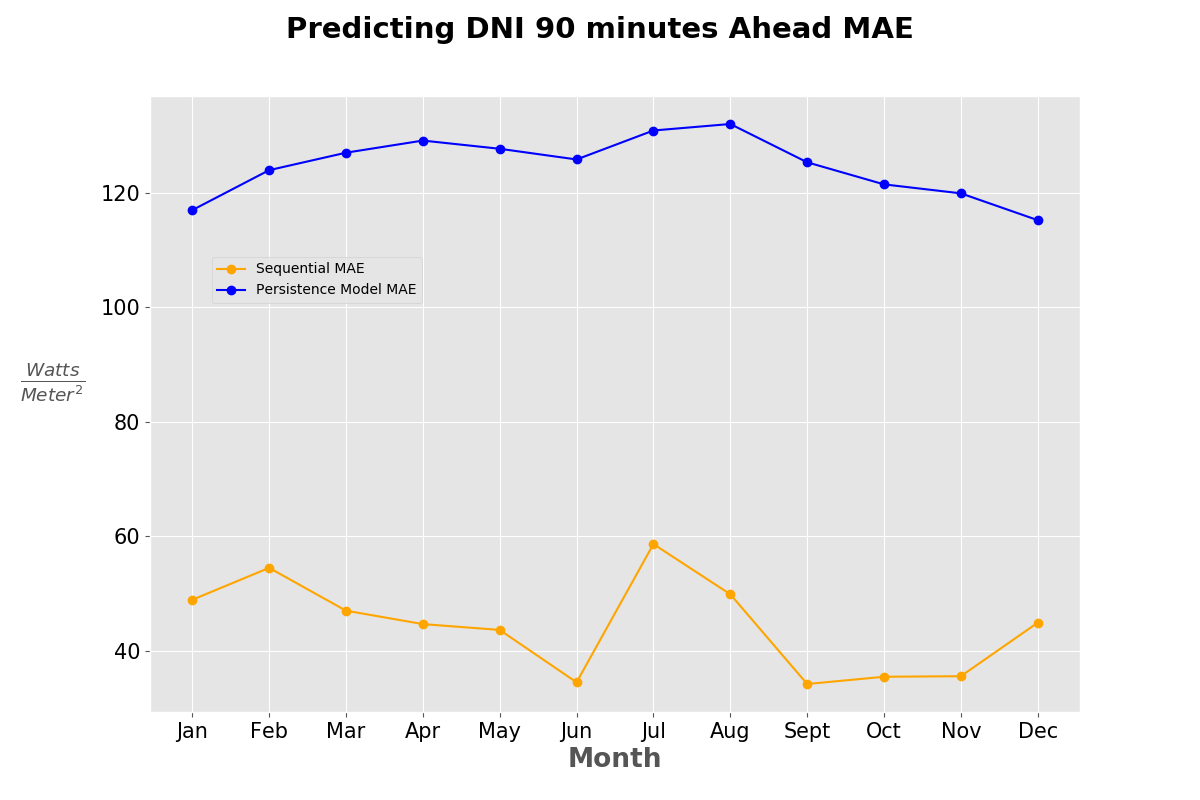 Predicting DNI 90 minutes Ahead MAE
Watts
Meter²
120
100
80
60
40
Sequential MAE
Persistence Model MAE
Jan Feb Mar Apr May Jun Jul Aug Sept Oct Nov Dec
Month